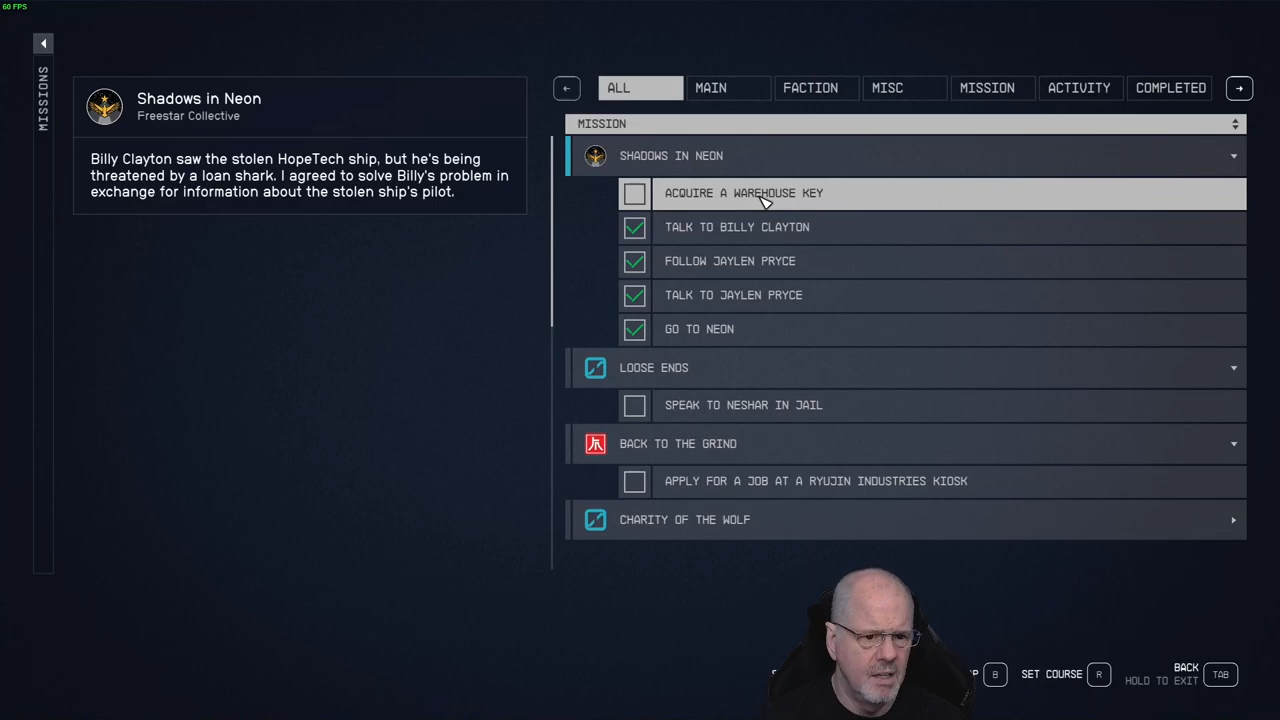 60 FPS
MISSIONS
Shadows in Neon
Freestar Collective
Billy Clayton saw the stolen HopeTech ship, but he's being
threatened by a loan shark. I agreed to solve Billy's problem in
exchange for information about the stolen ship's pilot.
ALL
MAIN
FACTION
MISC
MISSION
ACTIVITY
COMPLETED
MISSION
SHADOWS IN NEON
ACQUIRE A WAREHOUSE KEY
TALK TO BILLY CLAYTON
FOLLOW JAYLEN PRYCE
TALK TO JAYLEN PRYCE
GO TO NEON
LOOSE ENDS
SPEAK TO NESHAR IN JAIL
BACK TO THE GRIND
APPLY FOR A JOB AT A RYUJIN INDUSTRIES KIOSK
CHARITY OF THE WOLF
B
SET COURSE
R
BACK
HOLD TO EXIT
TAB